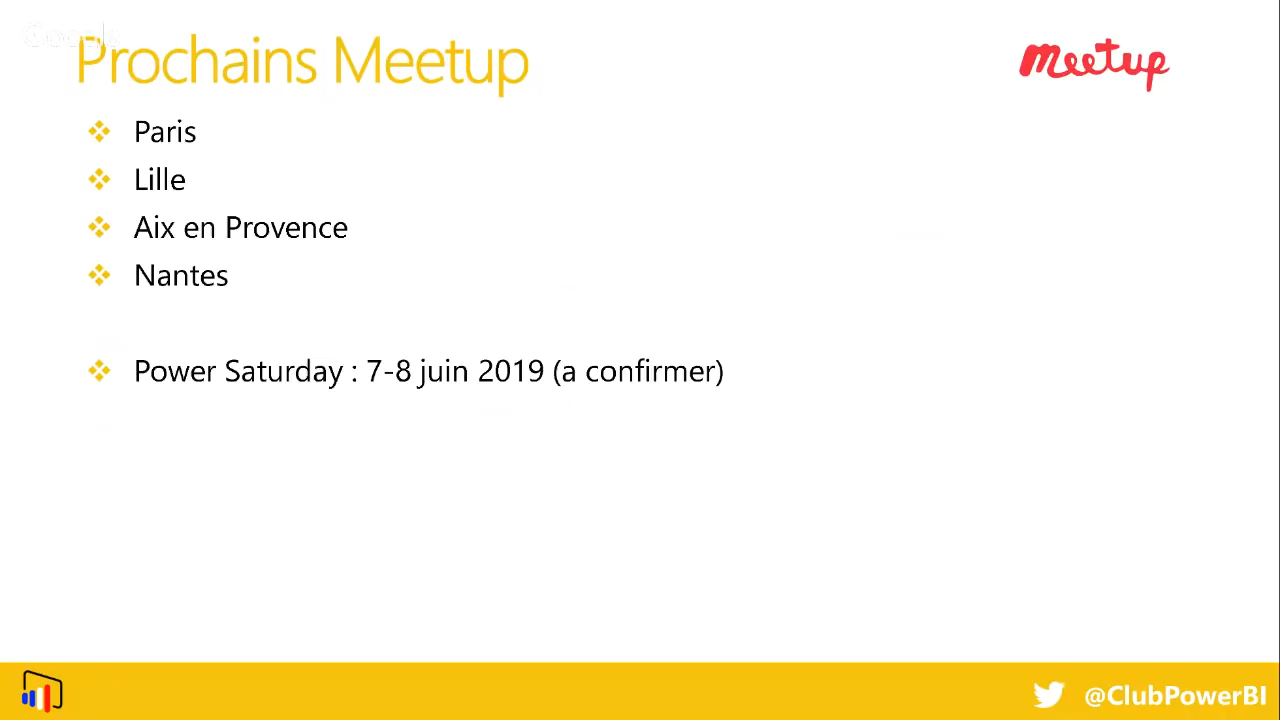 Prochains Meetup
Meetup
Paris
Lille
Aix en Provence
Nantes
Power Saturday : 7-8 juin 2019 (a confirmer)
@ClubPowerBI